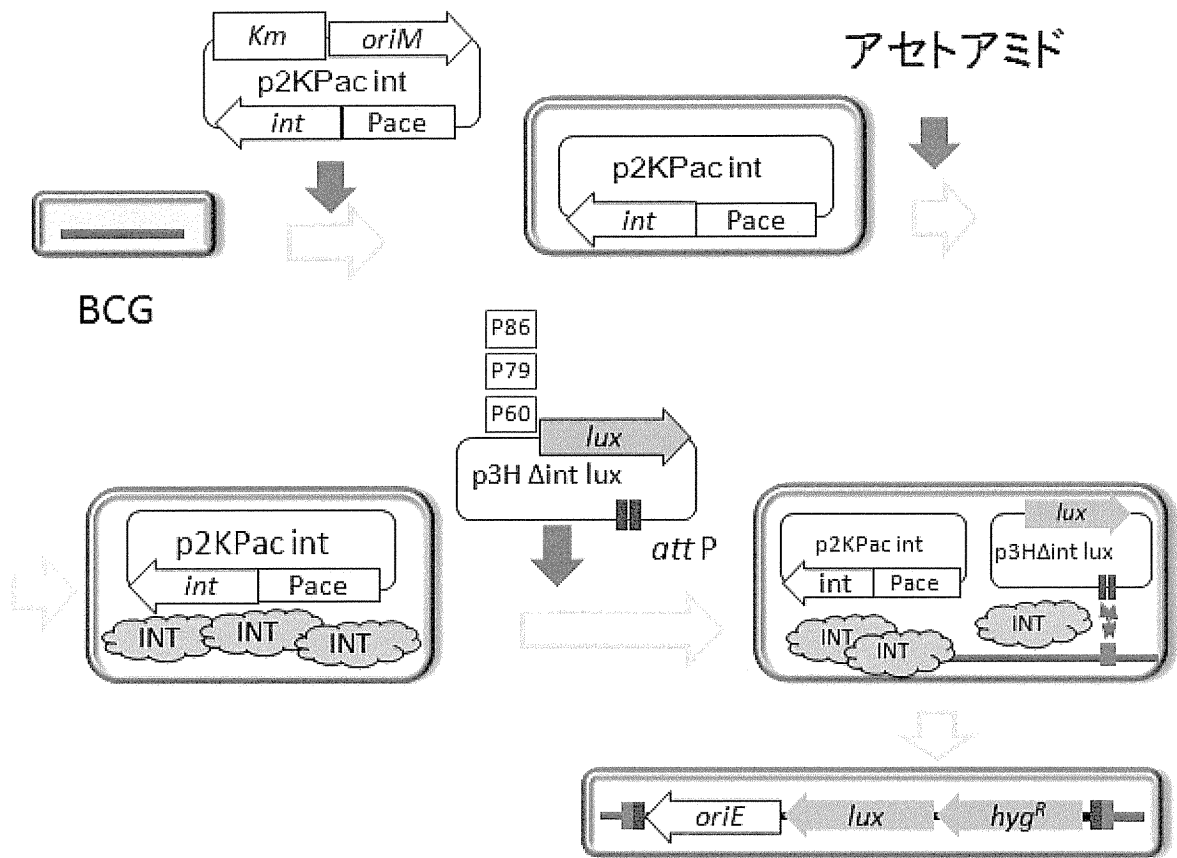 Km oriM
p2KPac int
int Pace
アセトアミド
p2KPac int
int Pace
BCG
P86
P79
P60
lux
p3H Δint lux
att P
p2KPac int
int Pace
INT INT INT
lux
p2KPac int
p3HΔint lux
int Pace
INT INT INT
oriE lux hygR